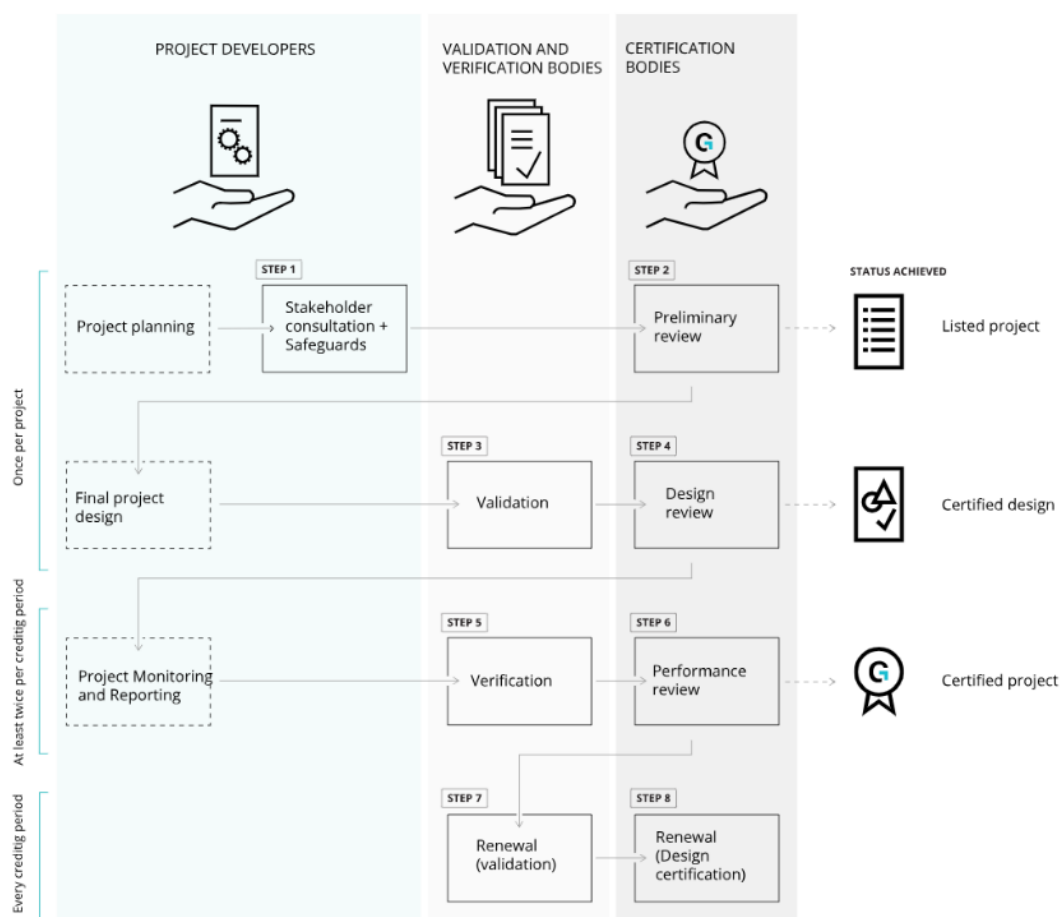 PROJECT DEVELOPERS
VALIDATION AND
VERIFICATION BODIES
CERTIFICATION
BODIES
G
STEP 1
STEP 2
STATUS ACHIEVED
Project planning
Stakeholder
consultation +
Safeguards
Preliminary
review
Listed project
Once per project
STEP 3
STEP 4
Final project
design
Validation
Design
review
Certified design
At least twice per creditig period
STEP 5
STEP 6
Project Monitoring
and Reporting
Verification
Performance
review
G
Certified project
Every creditig period
STEP 7
STEP 8
Renewal
(validation)
Renewal
(Design
certification)